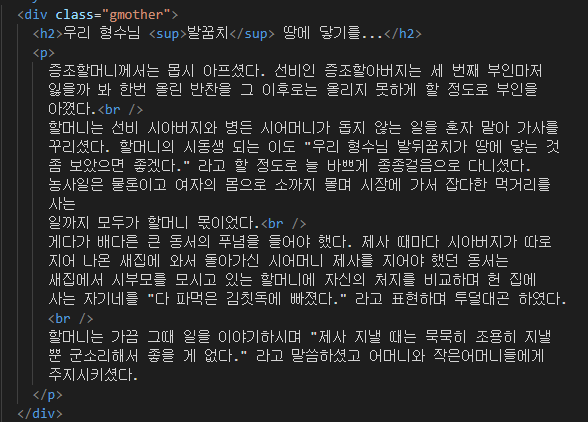 <div class="gmother">
<h2>우리 형수님 <sup>발꿈치</sup> 땅에 닿기를...</h2>
<p>
증조할머니께서는 몹시 아프셨다. 선비인 증조할아버지는 세 번째 부인마저
잃을까 봐 한번 올린 반찬을 그 이후로는 올리지 못하게 할 정도로 부인을
아꼈다.<br />
할머니는 선비 시아버지와 병든 시어머니가 돕지 않는 일을 혼자 맡아 가사를
꾸리셨다. 할머니의 시동생 되는 이도 "우리 형수님 발뒤꿈치가 땅에 닿는 것
좀 보았으면 좋겠다." 라고 할 정도로 늘 바쁘게 종종걸음으로 다니셨다.
농사일은 물론이고 여자의 몸으로 소까지 몰며 시장에 가서 잡다한 먹거리를
사는
일까지 모두가 할머니 몫이었다.<br />
게다가 배다른 큰 동서의 푸념을 들어야 했다. 제사 때마다 시아버지가 따로
지어 나온 새집에 와서 돌아가신 시어머니 제사를 지어야 했던 동서는
새집에서 시부모를 모시고 있는 할머니에 자신의 처지를 비교하며 헌 집에
사는 자기네를 "다 파먹은 김칫독에 빠졌다." 라고 표현하며 투덜대곤 하였다.
<br />
할머니는 가끔 그때 일을 이야기하시며 "제사 지낼 때는 묵묵히 조용히 지낼
뿐 군소리해서 좋을 게 없다." 라고 말씀하셨고 어머니와 작은어머니들에게
주지시키셨다.
</p>
</div>